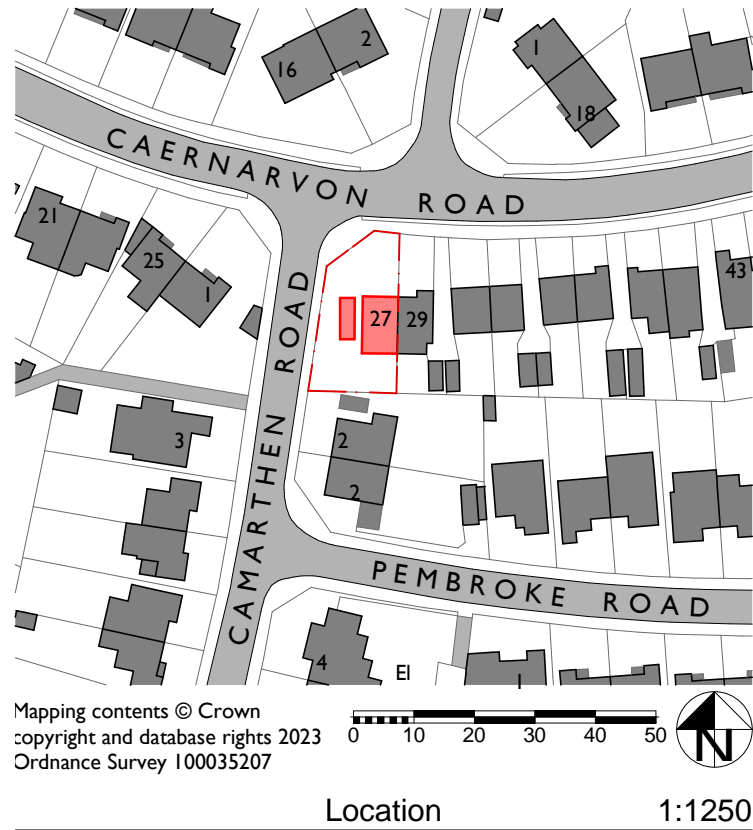 16
2
1
18
CAERNARVON ROAD
21
25
1
43
27
29
CAMARTHEN ROAD
3
2
2
PEMBROKE ROAD
4
El
1
Mapping contents © Crown
copyright and database rights 2023
Ordnance Survey 100035207
0 10 20 30 40 50
N
Location 1:1250